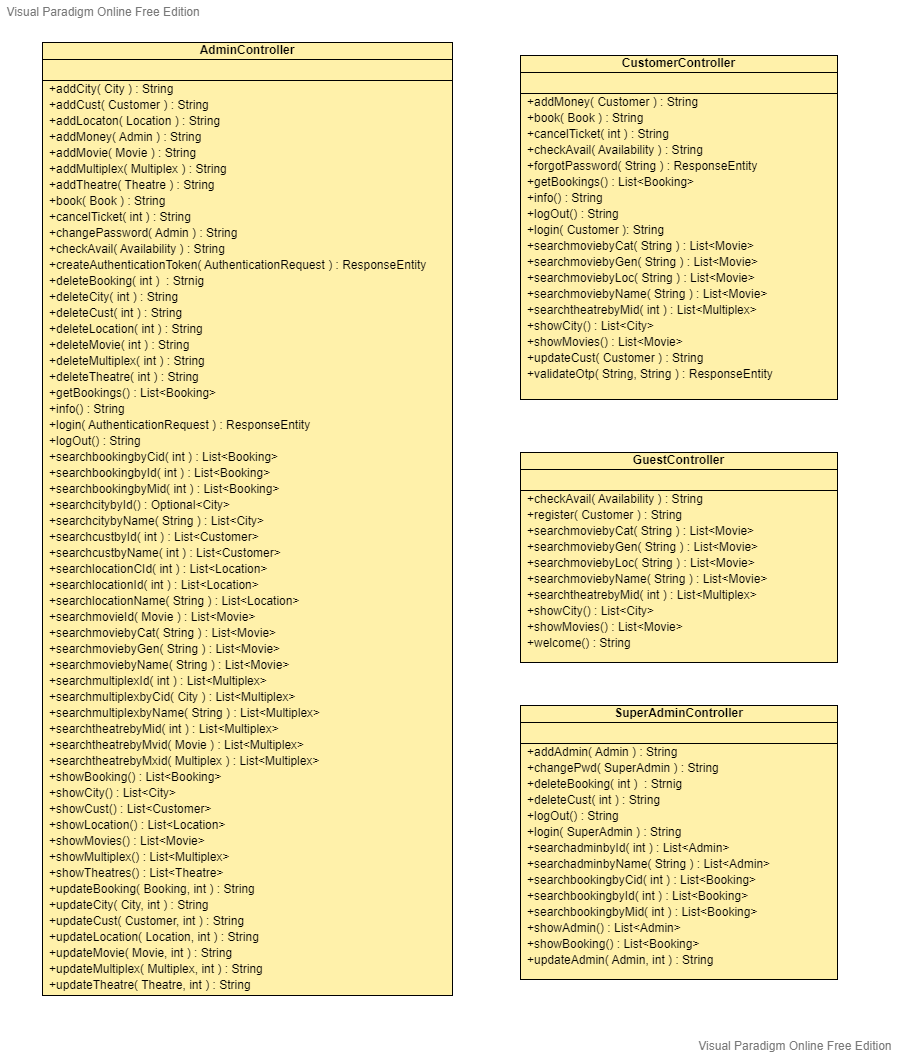 Visual Paradigm Online Free Edition
AdminController
+addCity( City ) : String
+addCust( Customer ) : String
+addLocaton( Location ) : String
+addMoney( Admin ) : String
+addMovie( Movie ) : String
+addMultiplex( Multiplex ) : String
+addTheatre( Theatre ) : String
+book( Book ) : String
+cancelTicket( int ) : String
+changePassword( Admin ) : String
+checkAvail( Availability ) : String
+createAuthenticationToken( AuthenticationRequest ) : ResponseEntity
+deleteBooking( int )  : Strnig
+deleteCity( int ) : String
+deleteCust( int ) : String
+deleteLocation( int ) : String
+deleteMovie( int ) : String
+deleteMultiplex( int ) : String
+deleteTheatre( int ) : String
+getBookings() : List<Booking>
+info() : String
+login( AuthenticationRequest ) : ResponseEntity
+logOut() : String
+searchbookingbyCid( int ) : List<Booking>
+searchbookingbyId( int ) : List<Booking>
+searchbookingbyMid( int ) : List<Booking>
+searchcitybyId() : Optional<City>
+searchcitybyName( String ) : List<City>
+searchcustbyId( int ) : List<Customer>
+searchcustbyName( int ) : List<Customer>
+searchlocationCId( int ) : List<Location>
+searchlocationId( int ) : List<Location>
+searchlocationName( String ) : List<Location>
+searchmovieId( Movie ) : List<Movie>
+searchmoviebyCat( String ) : List<Movie>
+searchmoviebyGen( String ) : List<Movie>
+searchmoviebyName( String ) : List<Movie>
+searchmultiplexId( int ) : List<Multiplex>
+searchmultiplexbyCid( City ) : List<Multiplex>
+searchmultiplexbyName( String ) : List<Multiplex>
+searchtheatrebyMid( int ) : List<Multiplex>
+searchtheatrebyMvid( Movie ) : List<Multiplex>
+searchtheatrebyMxid( Multiplex ) : List<Multiplex>
+showBooking() : List<Booking>
+showCity() : List<City>
+showCust() : List<Customer>
+showLocation() : List<Location>
+showMovies() : List<Movie>
+showMultiplex() : List<Multiplex>
+showTheatres() : List<Theatre>
+updateBooking( Booking, int ) : String
+updateCity( City, int ) : String
+updateCust( Customer, int ) : String
+updateLocation( Location, int ) : String
+updateMovie( Movie, int ) : String
+updateMultiplex( Multiplex, int ) : String
+updateTheatre( Theatre, int ) : String
CustomerController
+addMoney( Customer ) : String
+book( Book ) : String
+cancelTicket( int ) : String
+checkAvail( Availability ) : String
+forgotPassword( String ) : ResponseEntity
+getBookings() : List<Booking>
+info() : String
+logOut() : String
+login( Customer ): String
+searchmoviebyCat( String ) : List<Movie>
+searchmoviebyGen( String ) : List<Movie>
+searchmoviebyLoc( String ) : List<Movie>
+searchmoviebyName( String ) : List<Movie>
+searchtheatrebyMid( int ) : List<Multiplex>
+showCity() : List<City>
+showMovies() : List<Movie>
+updateCust( Customer ) : String
+validateOtp( String, String ) : ResponseEntity
GuestController
+checkAvail( Availability ) : String
+register( Customer ) : String
+searchmoviebyCat( String ) : List<Movie>
+searchmoviebyGen( String ) : List<Movie>
+searchmoviebyLoc( String ) : List<Movie>
+searchmoviebyName( String ) : List<Movie>
+searchtheatrebyMid( int ) : List<Multiplex>
+showCity() : List<City>
+showMovies() : List<Movie>
+welcome() : String
SuperAdminController
+addAdmin( Admin ) : String
+changePwd( SuperAdmin ) : String
+deleteBooking( int )  : Strnig
+deleteCust( int ) : String
+logOut() : String
+login( SuperAdmin ) : String
+searchadminbyId( int ) : List<Admin>
+searchadminbyName( String ) : List<Admin>
+searchbookingbyCid( int ) : List<Booking>
+searchbookingbyId( int ) : List<Booking>
+searchbookingbyMid( int ) : List<Booking>
+showAdmin() : List<Admin>
+showBooking() : List<Booking>
+updateAdmin( Admin, int ) : String
Visual Paradigm Online Free Edition